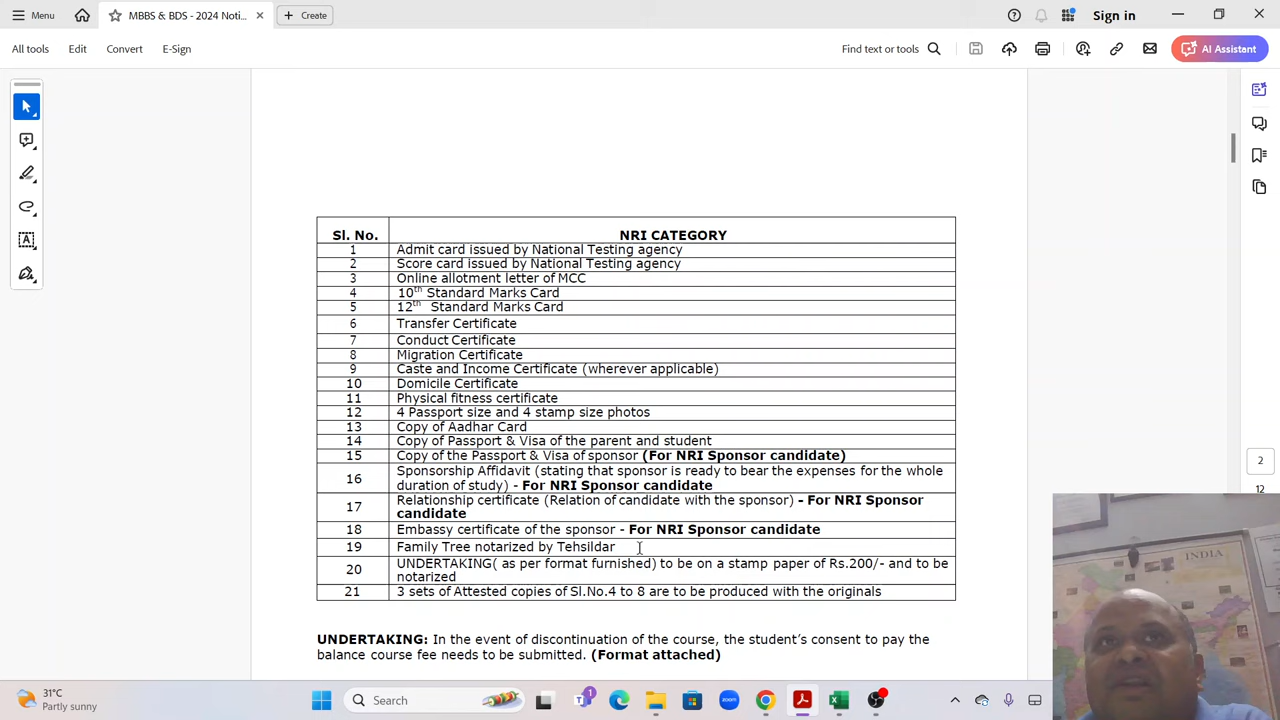 Menu
MBBS & BDS - 2024 Noti...
Create
Sign in
All tools
Edit
Convert
E-Sign
Find text or tools
AI Assistant
Sl. No. NRI CATEGORY
1 Admit card issued by National Testing agency
2 Score card issued by National Testing agency
3 Online allotment letter of MCC
4 10th Standard Marks Card
5 12th Standard Marks Card
6 Transfer Certificate
7 Conduct Certificate
8 Migration Certificate
9 Caste and Income Certificate (wherever applicable)
10 Domicile Certificate
11 Physical fitness certificate
12 4 Passport size and 4 stamp size photos
13 Copy of Aadhar Card
14 Copy of Passport & Visa of the parent and student
15 Copy of the Passport & Visa of sponsor (For NRI Sponsor candidate)
16 Sponsorship Affidavit (stating that sponsor is ready to bear the expenses for the whole
duration of study) - For NRI Sponsor candidate
17 Relationship certificate (Relation of candidate with the sponsor) - For NRI Sponsor
candidate
18 Embassy certificate of the sponsor - For NRI Sponsor candidate
19 Family Tree notarized by Tehsildar
20 UNDERTAKING( as per format furnished) to be on a stamp paper of Rs.200/- and to be
notarized
21 3 sets of Attested copies of Sl.No.4 to 8 are to be produced with the originals
UNDERTAKING: In the event of discontinuation of the course, the student's consent to pay the
balance course fee needs to be submitted. (Format attached)
2
12
INDIA
31°C
Partly sunny
Search
1